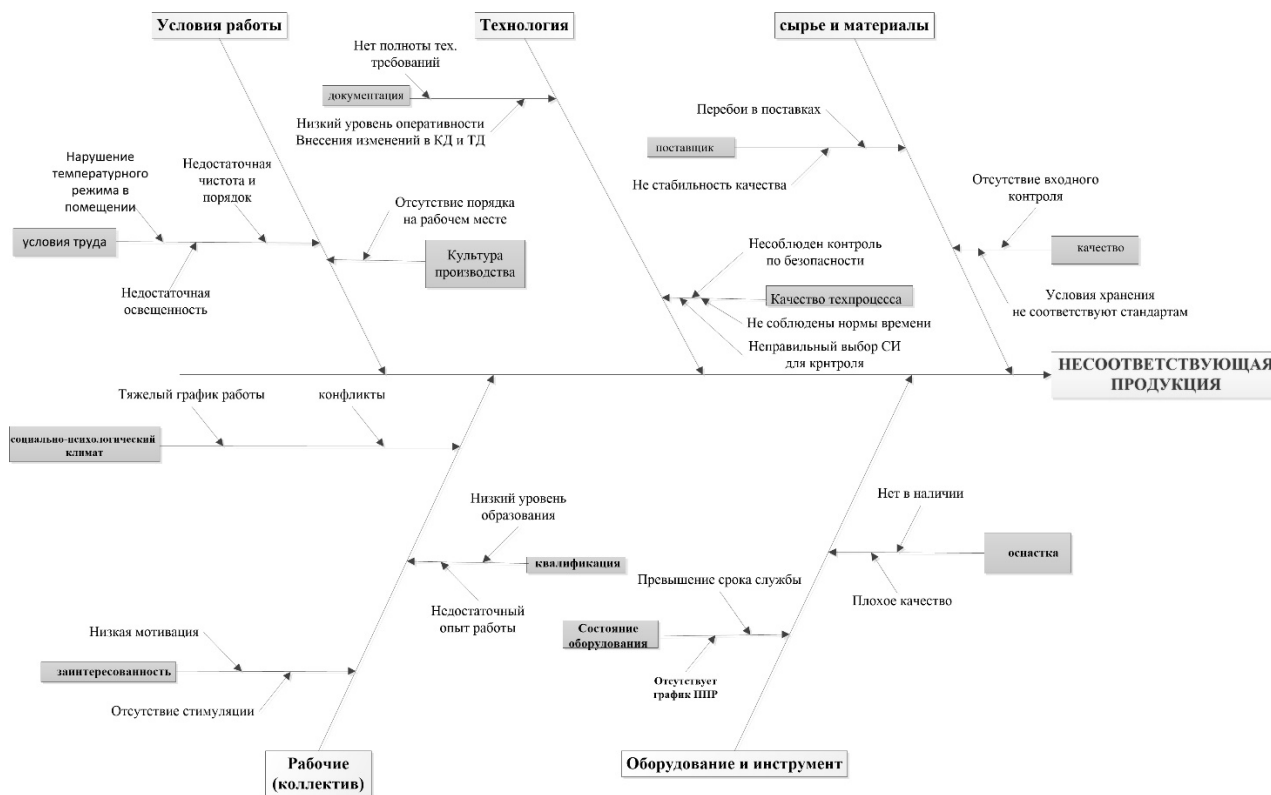 Условия работы
Технология
сырье и материалы
Нет полноты тех.
требований
документация
Низкий уровень оперативности
Внесения изменений в КД и ТД
Перебои в поставках
поставщик
Не стабильность качества
Нарушение
температурного
режима в
помещении
Недостаточная
чистота и
порядок
условия труда
Недостаточная
освещенность
Отсутствие порядка
на рабочем месте
Культура
производства
Отсутствие входного
контроля
качество
Условия хранения
не соответствуют стандартам
Несоблюден контроль
по безопасности
Качество техпроцесса
Не соблюдены нормы времени
Неправильный выбор СИ
для крнтроля
НЕСООТВЕТСТВУЮЩАЯ
ПРОДУКЦИЯ
Тяжелый график работы
конфликты
социально-психологический
климат
Низкий уровень
образования
квалификация
Недостаточный
опыт работы
Нет в наличии
оснастка
Плохое качество
Превышение срока службы
Состояние
оборудования
Отсутствует
график ППР
Низкая мотивация
заинтересованность
Отсутствие стимуляции
Рабочие
(коллектив)
Оборудование и инструмент